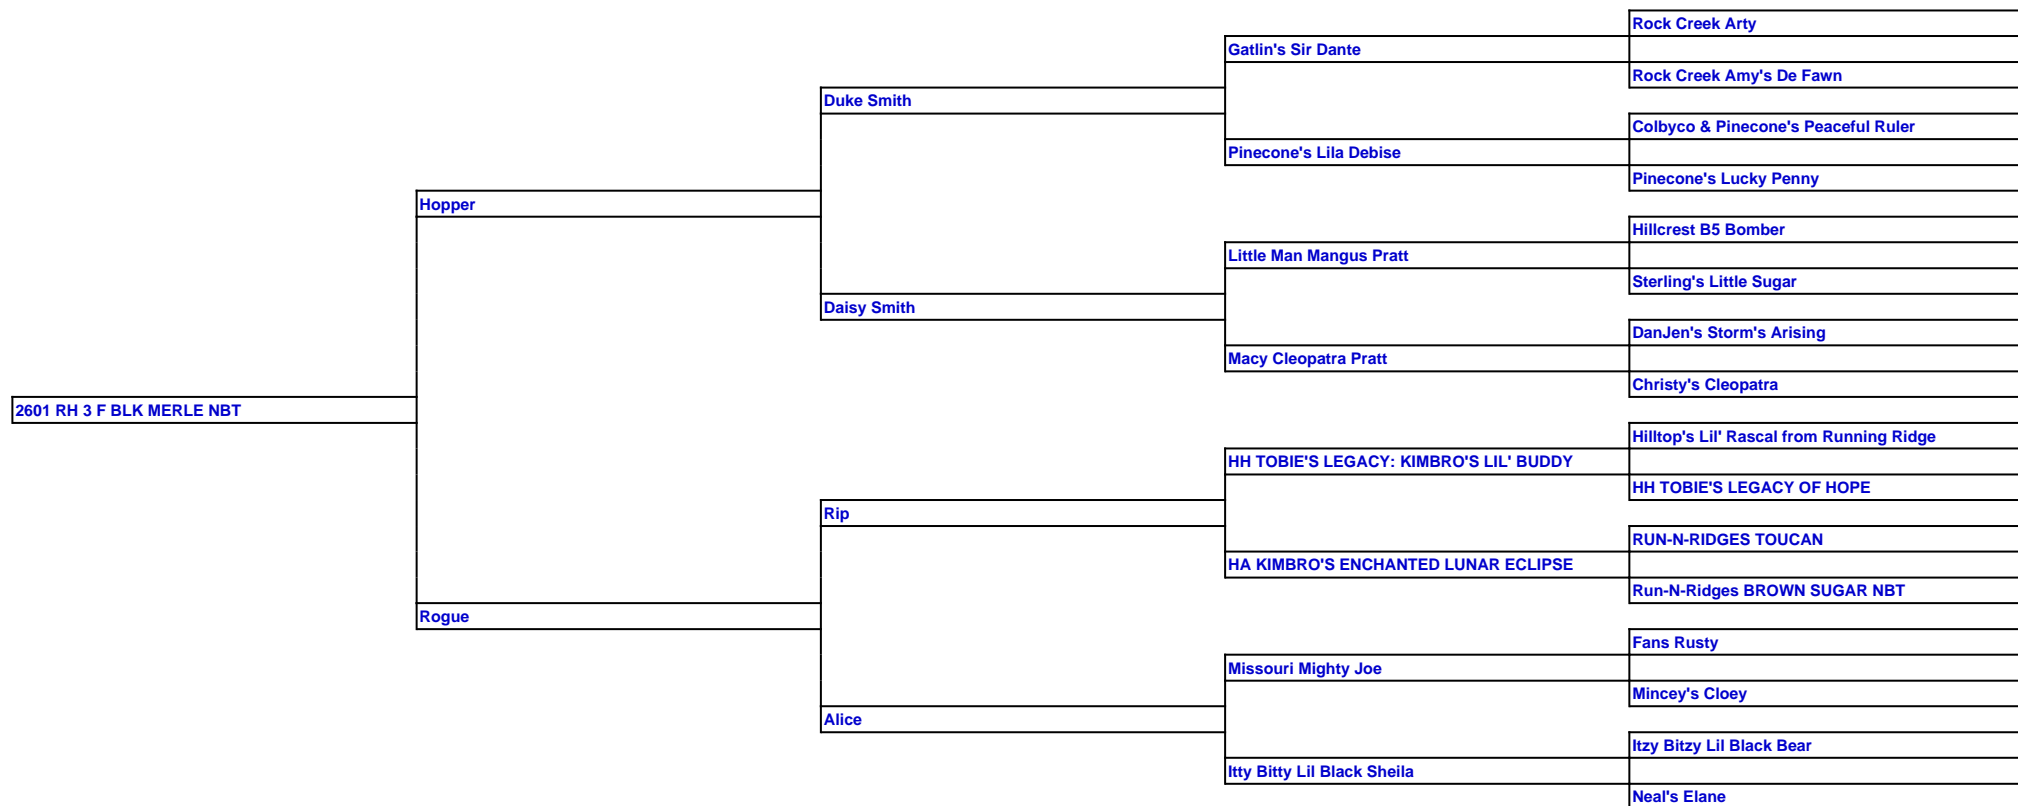 Rock Creek Arty
Gatlin's Sir Dante
Rock Creek Amy's De Fawn
Duke Smith
Colbyco & Pinecone's Peaceful Ruler
Pinecone's Lila Debise
Pinecone's Lucky Penny
Hopper
Hillcrest B5 Bomber
Little Man Mangus Pratt
Sterling's Little Sugar
Daisy Smith
DanJen's Storm's Arising
Macy Cleopatra Pratt
Christy's Cleopatra
2601 RH 3 F BLK MERLE NBT
Hilltop's Lil' Rascal from Running Ridge
HH TOBIE'S LEGACY: KIMBRO'S LIL' BUDDY
HH TOBIE'S LEGACY OF HOPE
Rip
RUN-N-RIDGES TOUCAN
HA KIMBRO'S ENCHANTED LUNAR ECLIPSE
Run-N-Ridges BROWN SUGAR NBT
Rogue
Fans Rusty
Missouri Mighty Joe
Mincey's Cloey
Alice
Itzy Bitzy Lil Black Bear
Itty Bitty Lil Black Sheila
Neal's Elane